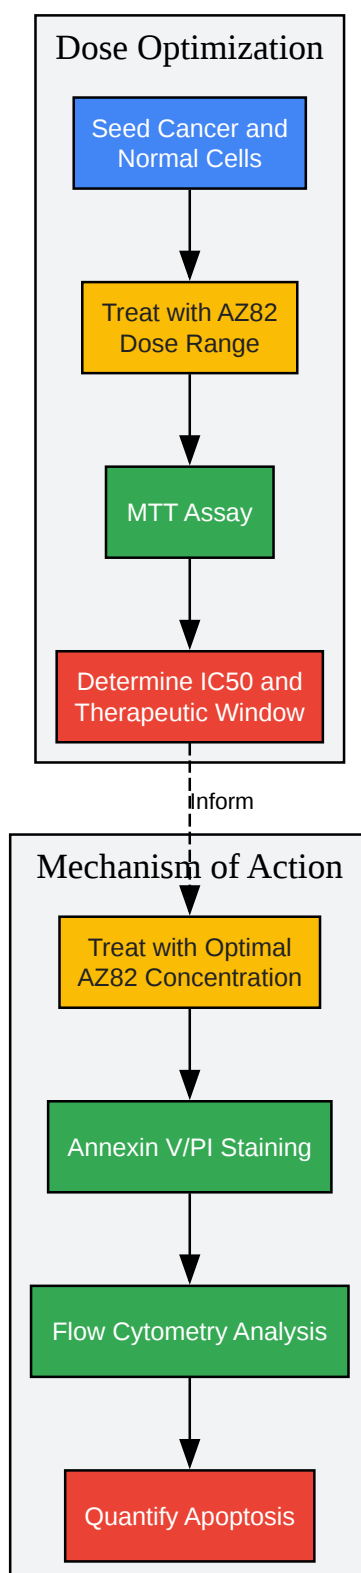 Dose Optimization
Seed Cancer and
Normal Cells
Treat with AZ82
Dose Range
MTT Assay
Determine IC50 and
Therapeutic Window
Inform
Mechanism of Action
Treat with Optimal
AZ82 Concentration
Annexin V/PI Staining
Flow Cytometry Analysis
Quantify Apoptosis